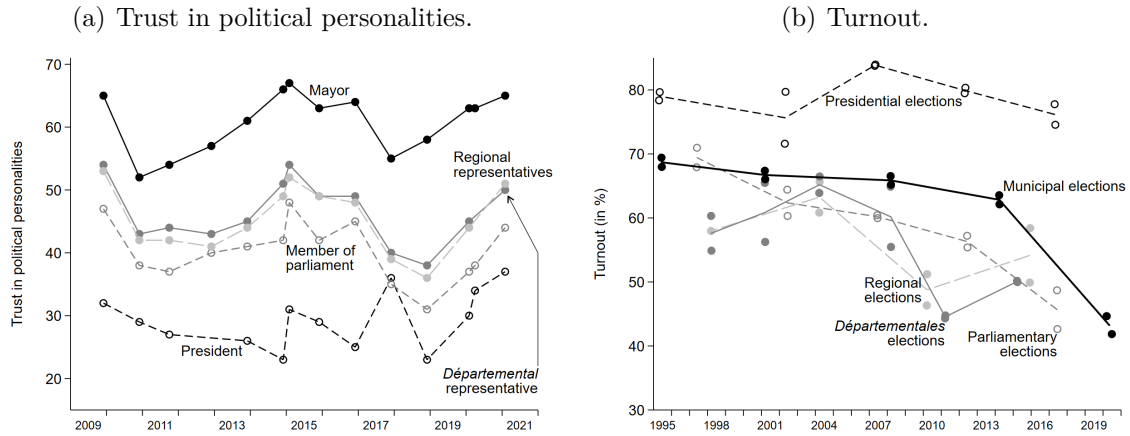 (a) Trust in political personalities.
Trust in political personalities
70
60
50
40
30
20
2009
2011
2013
2015
2017
2019
2021
Mayor
Regional
representatives
Member of
parliament
President
Départemental
representative
(b) Turnout.
Turnout (in %)
80
70
60
50
40
30
1995
1998
2001
2004
2007
2010
2013
2016
2019
Presidential elections
Municipal elections
Regional
elections
Départementales
elections
Parliamentary
elections